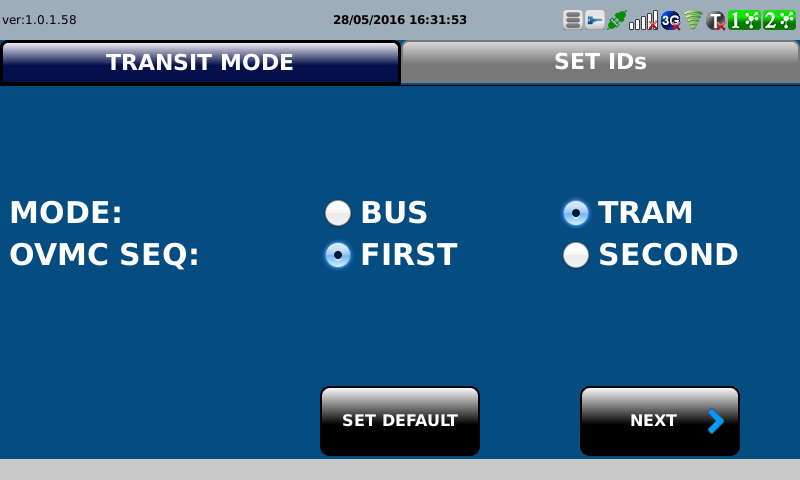 ver:1.0.1.58 28/05/2016 16:31:53 3G T 1 2
TRANSIT MODE SET IDs
MODE: BUS TRAM
OVMC SEQ: FIRST SECOND
SET DEFAULT NEXT